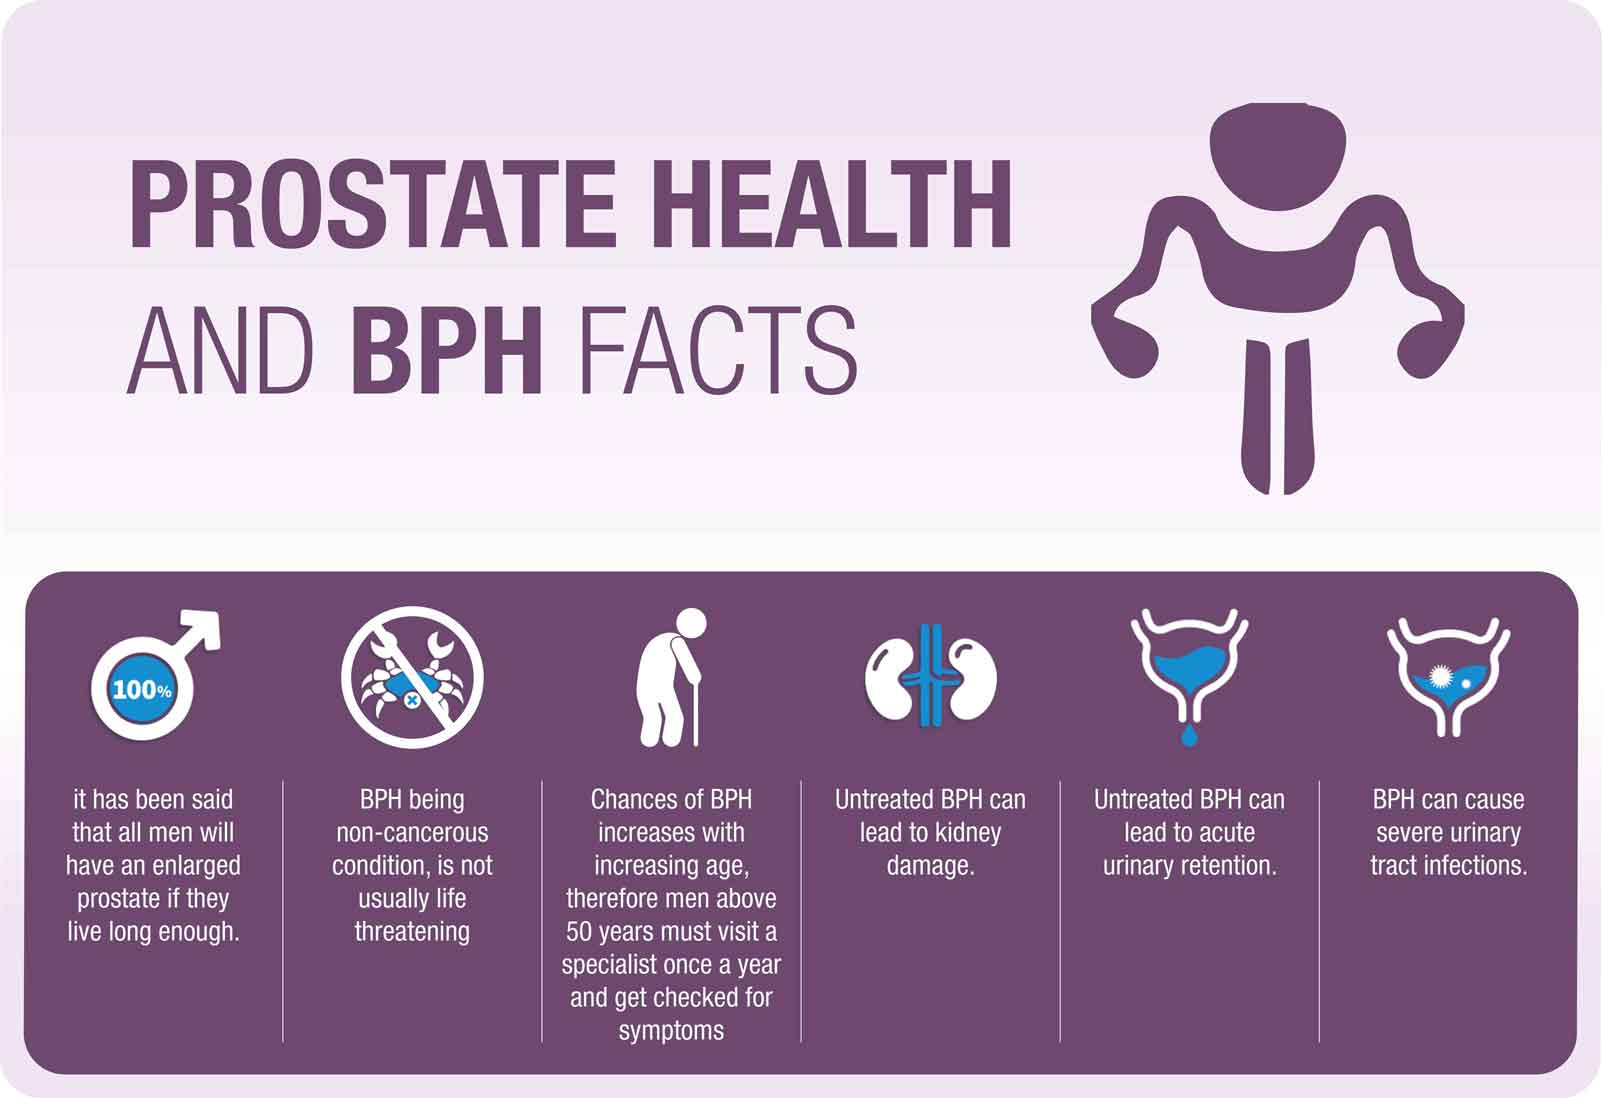 PROSTATE HEALTH
AND BPH FACTS
100%
it has been said
that all men will
have an enlarged
prostate if they
live long enough.
BPH being
non-cancerous
condition, is not
usually life
threatening
Chances of BPH
increases with
increasing age,
therefore men above
50 years must visit a
specialist once a year
and get checked for
symptoms
Untreated BPH can
lead to kidney
damage.
Untreated BPH can
lead to acute
urinary retention.
BPH can cause
severe urinary
tract infections.